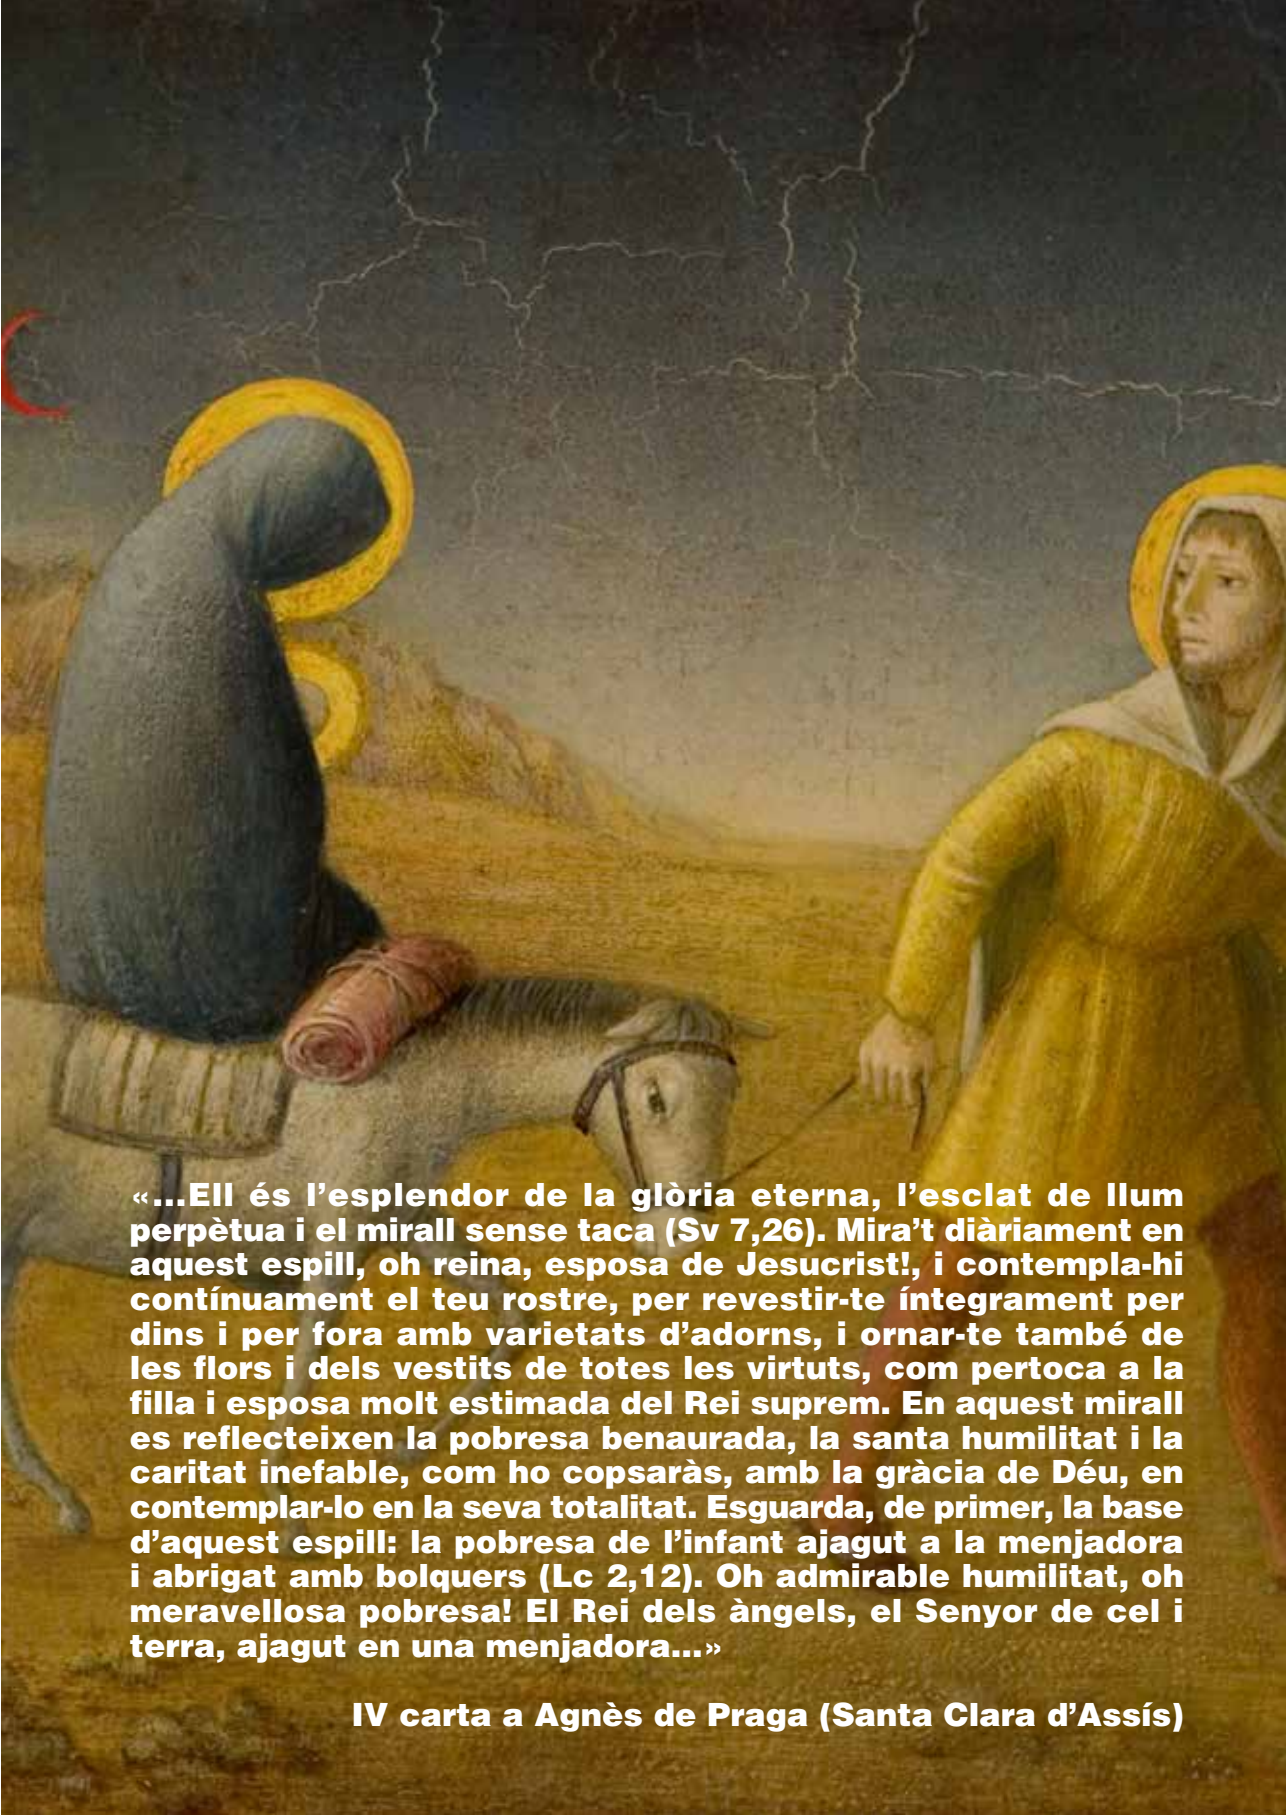 «...Ell és l’esplendor de la glòria eterna, l’esclat de llum
perpètua i el mirall sense taca (Sv 7,26). Mira’t diàriament en
aquest espill, oh reina, esposa de Jesucrist!, i contempla-hi
contínuament el teu rostre, per revestir-te íntegrament per
dins i per fora amb varietats d’adorns, i ornar-te també de
les flors i dels vestits de totes les virtuts, com pertoca a la
filla i esposa molt estimada del Rei suprem. En aquest mirall
es reflecteixen la pobresa benaurada, la santa humilitat i la
caritat inefable, com ho copsaràs, amb la gràcia de Déu, en
contemplar-lo en la seva totalitat. Esguarda, de primer, la base
d’aquest espill: la pobresa de l’infant ajagut a la menjadora
i abrigat amb bolquers (Lc 2,12). Oh admirable humilitat, oh
meravellosa pobresa! El Rei dels àngels, el Senyor de cel i
terra, ajagut en una menjadora...»
IV carta a Agnès de Praga (Santa Clara d’Assís)